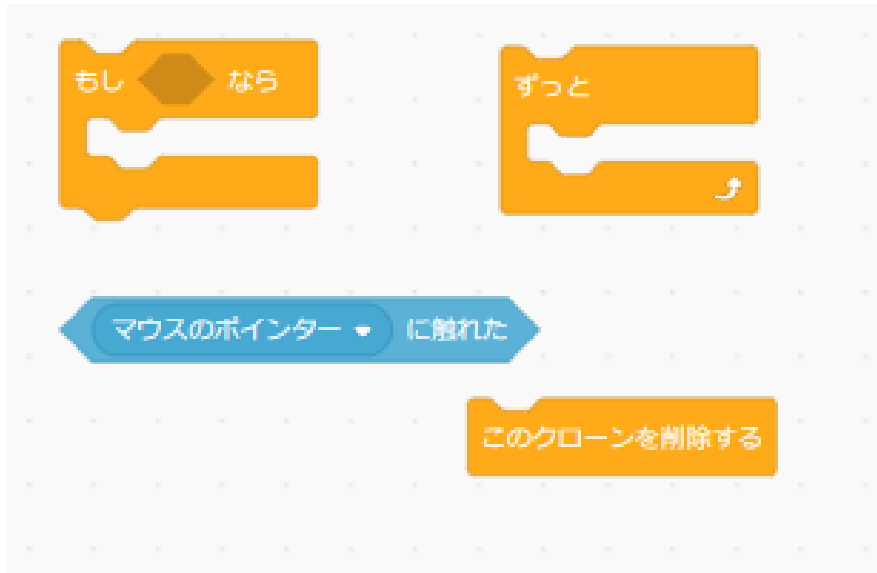 もし なら
ずっと
マウスのポインター に触れた
このクローンを削除する